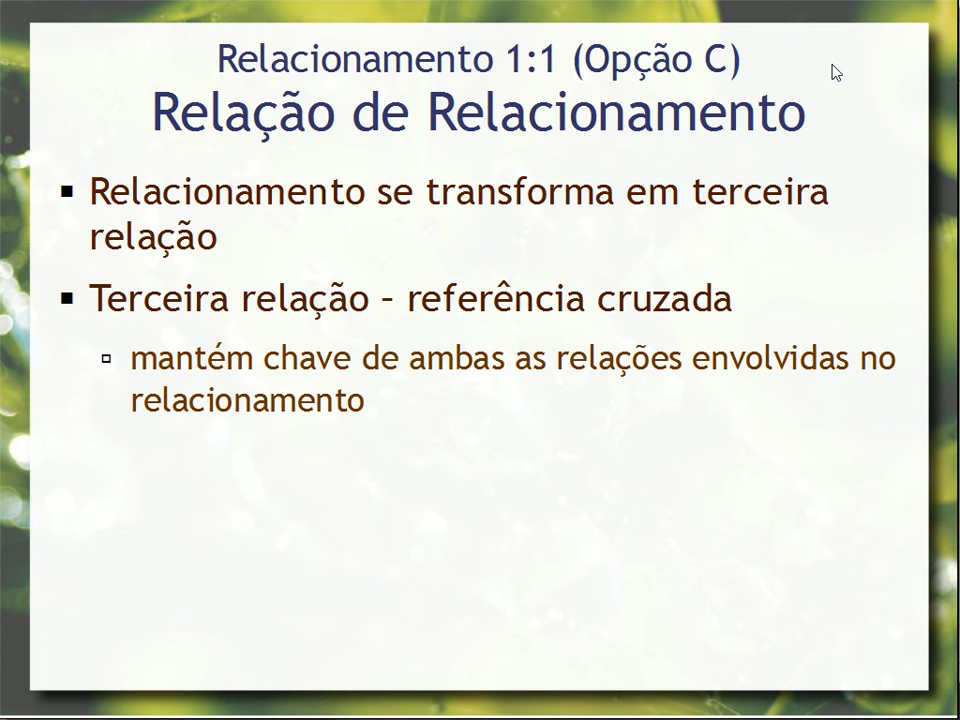 Relacionamento 1:1 (Opção C)
Relação de Relacionamento
▪ Relacionamento se transforma em terceira
relação
▪ Terceira relação – referência cruzada
▫ mantém chave de ambas as relações envolvidas no
relacionamento